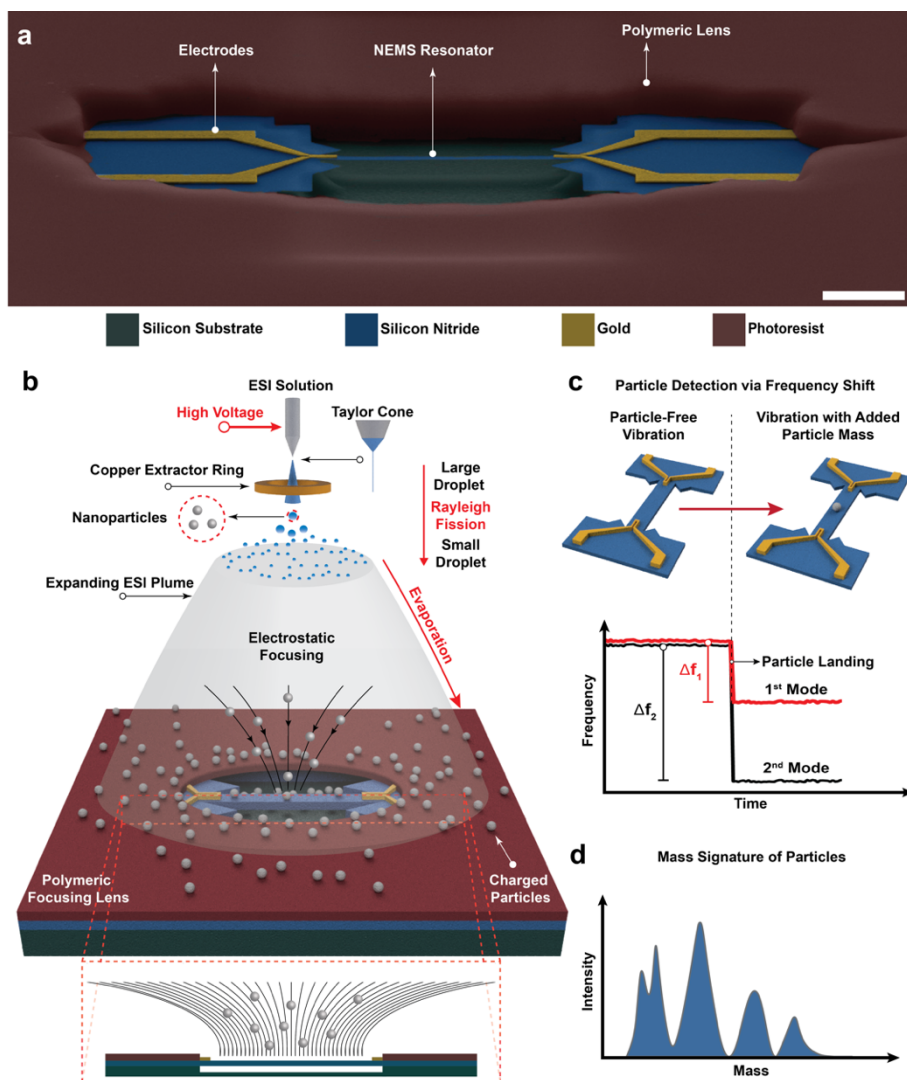 a
Electrodes
NEMS Resonator
Polymeric Lens
Silicon Substrate
Silicon Nitride
Gold
Photoresist
b
ESI Solution
High Voltage
Taylor Cone
Copper Extractor Ring
Large
Droplet
Rayleigh
Fission
Small
Droplet
Nanoparticles
Expanding ESI Plume
Evaporation
Electrostatic
Focusing
Polymeric
Focusing Lens
Charged
Particles
c
Particle Detection via Frequency Shift
Particle-Free
Vibration
Vibration with Added
Particle Mass
Frequency
Δf₁
Δf₂
Particle Landing
1ˢᵗ Mode
2ⁿᵈ Mode
Time
d
Mass Signature of Particles
Intensity
Mass